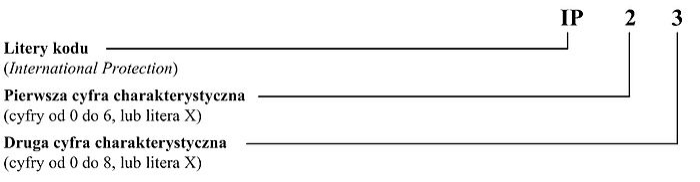 IP 2 3
Litery kodu
(International Protection)
Pierwsza cyfra charakterystyczna
(cyfry od 0 do 6, lub litera X)
Druga cyfra charakterystyczna
(cyfry od 0 do 8, lub litera X)